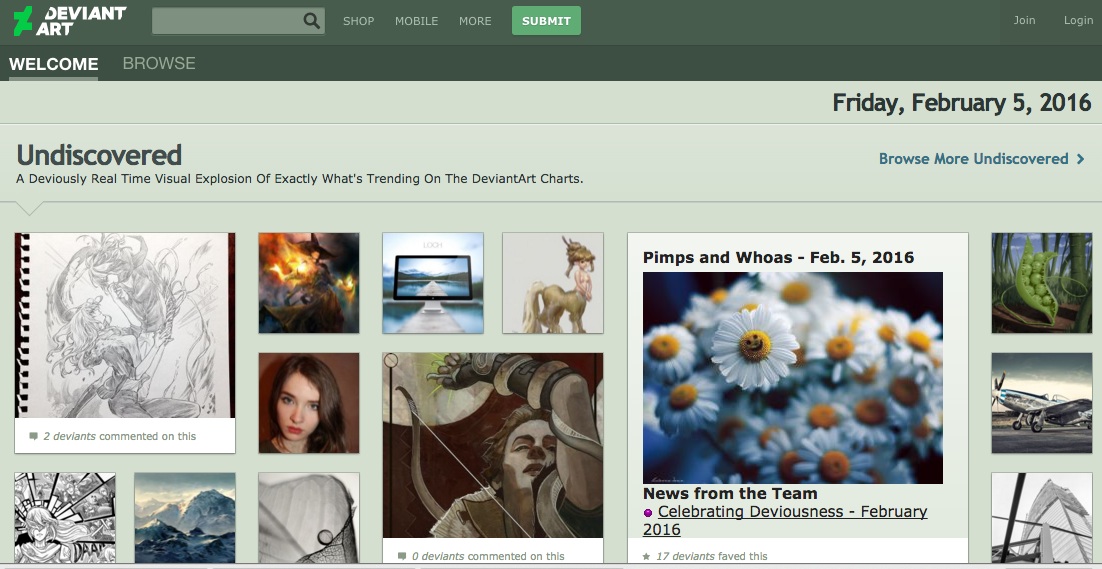 DEVIANT
ART
SHOP MOBILE MORE SUBMIT Join Login
WELCOME BROWSE
Friday, February 5, 2016
Undiscovered
Browse More Undiscovered
A Deviously Real Time Visual Explosion Of Exactly What's Trending On The DeviantArt Charts.
LOCH
Pimps and Whoas - Feb. 5, 2016
2 deviants commented on this
News from the Team
Celebrating Deviousness - February
2016
0 deviants commented on this
17 deviants faved this